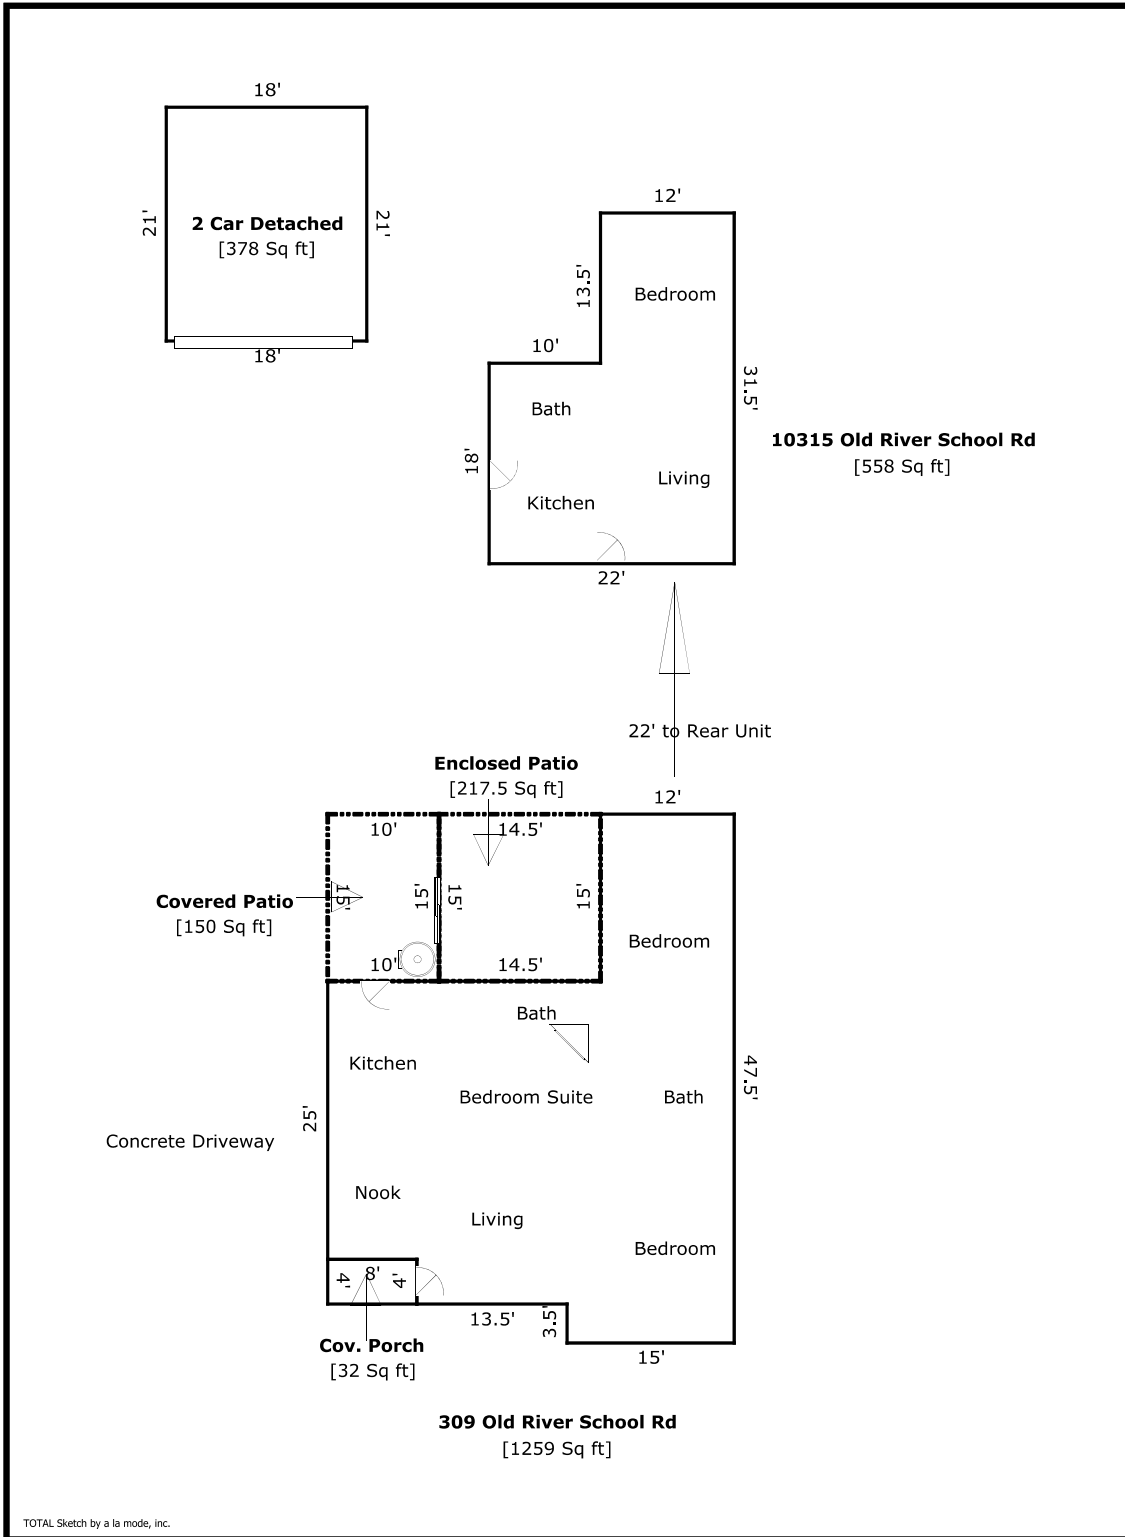 18'
21'
2 Car Detached
[378 Sq ft]
21'
18'
12'
13.5'
Bedroom
10'
31.5'
Bath
10315 Old River School Rd
[558 Sq ft]
18'
Living
Kitchen
22'
22' to Rear Unit
Enclosed Patio
[217.5 Sq ft]
12'
10'
14.5'
Covered Patio
[150 Sq ft]
15'
15'
15'
15'
Bedroom
10'
14.5'
Bath
Kitchen
Bedroom Suite
Bath
47.5'
25'
Concrete Driveway
Nook
Living
Bedroom
4'
8'
4'
13.5'
3.5'
Cov. Porch
[32 Sq ft]
15'
309 Old River School Rd
[1259 Sq ft]
TOTAL Sketch by a la mode, inc.